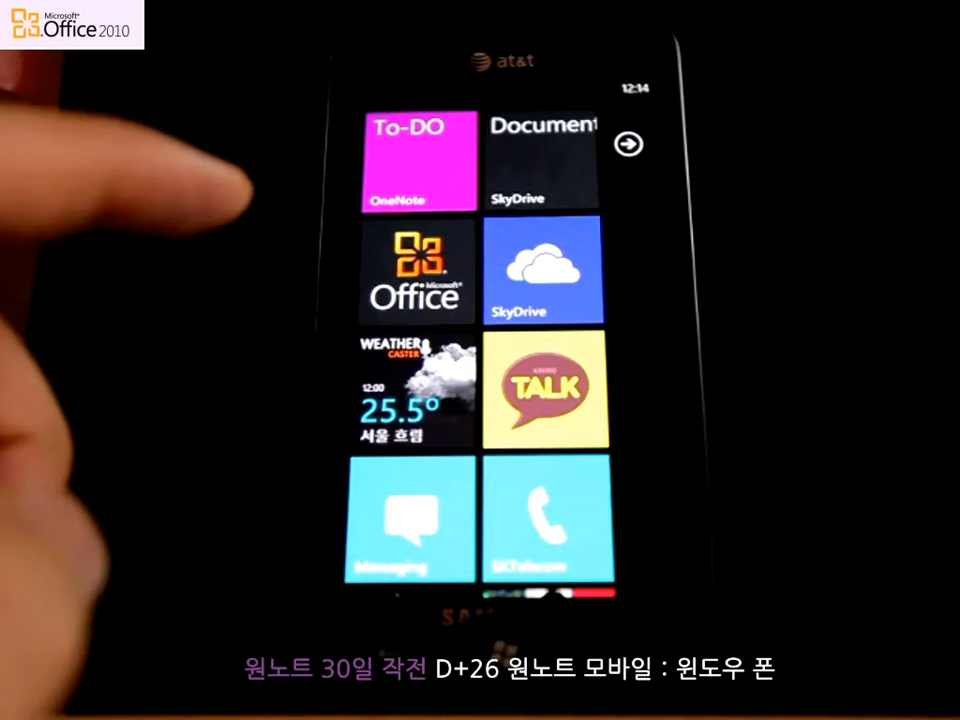 Microsoft®
Office 2010
at&t
12:14
To-DO
OneNote
Document
SkyDrive
Microsoft®
Office
SkyDrive
WEATHER
CASTER
12:00
25.5°
서울 흐림
KAKAO
TALK
Messaging
SKTelecom
원노트 30일 작전 D+26 원노트 모바일 : 윈도우 폰